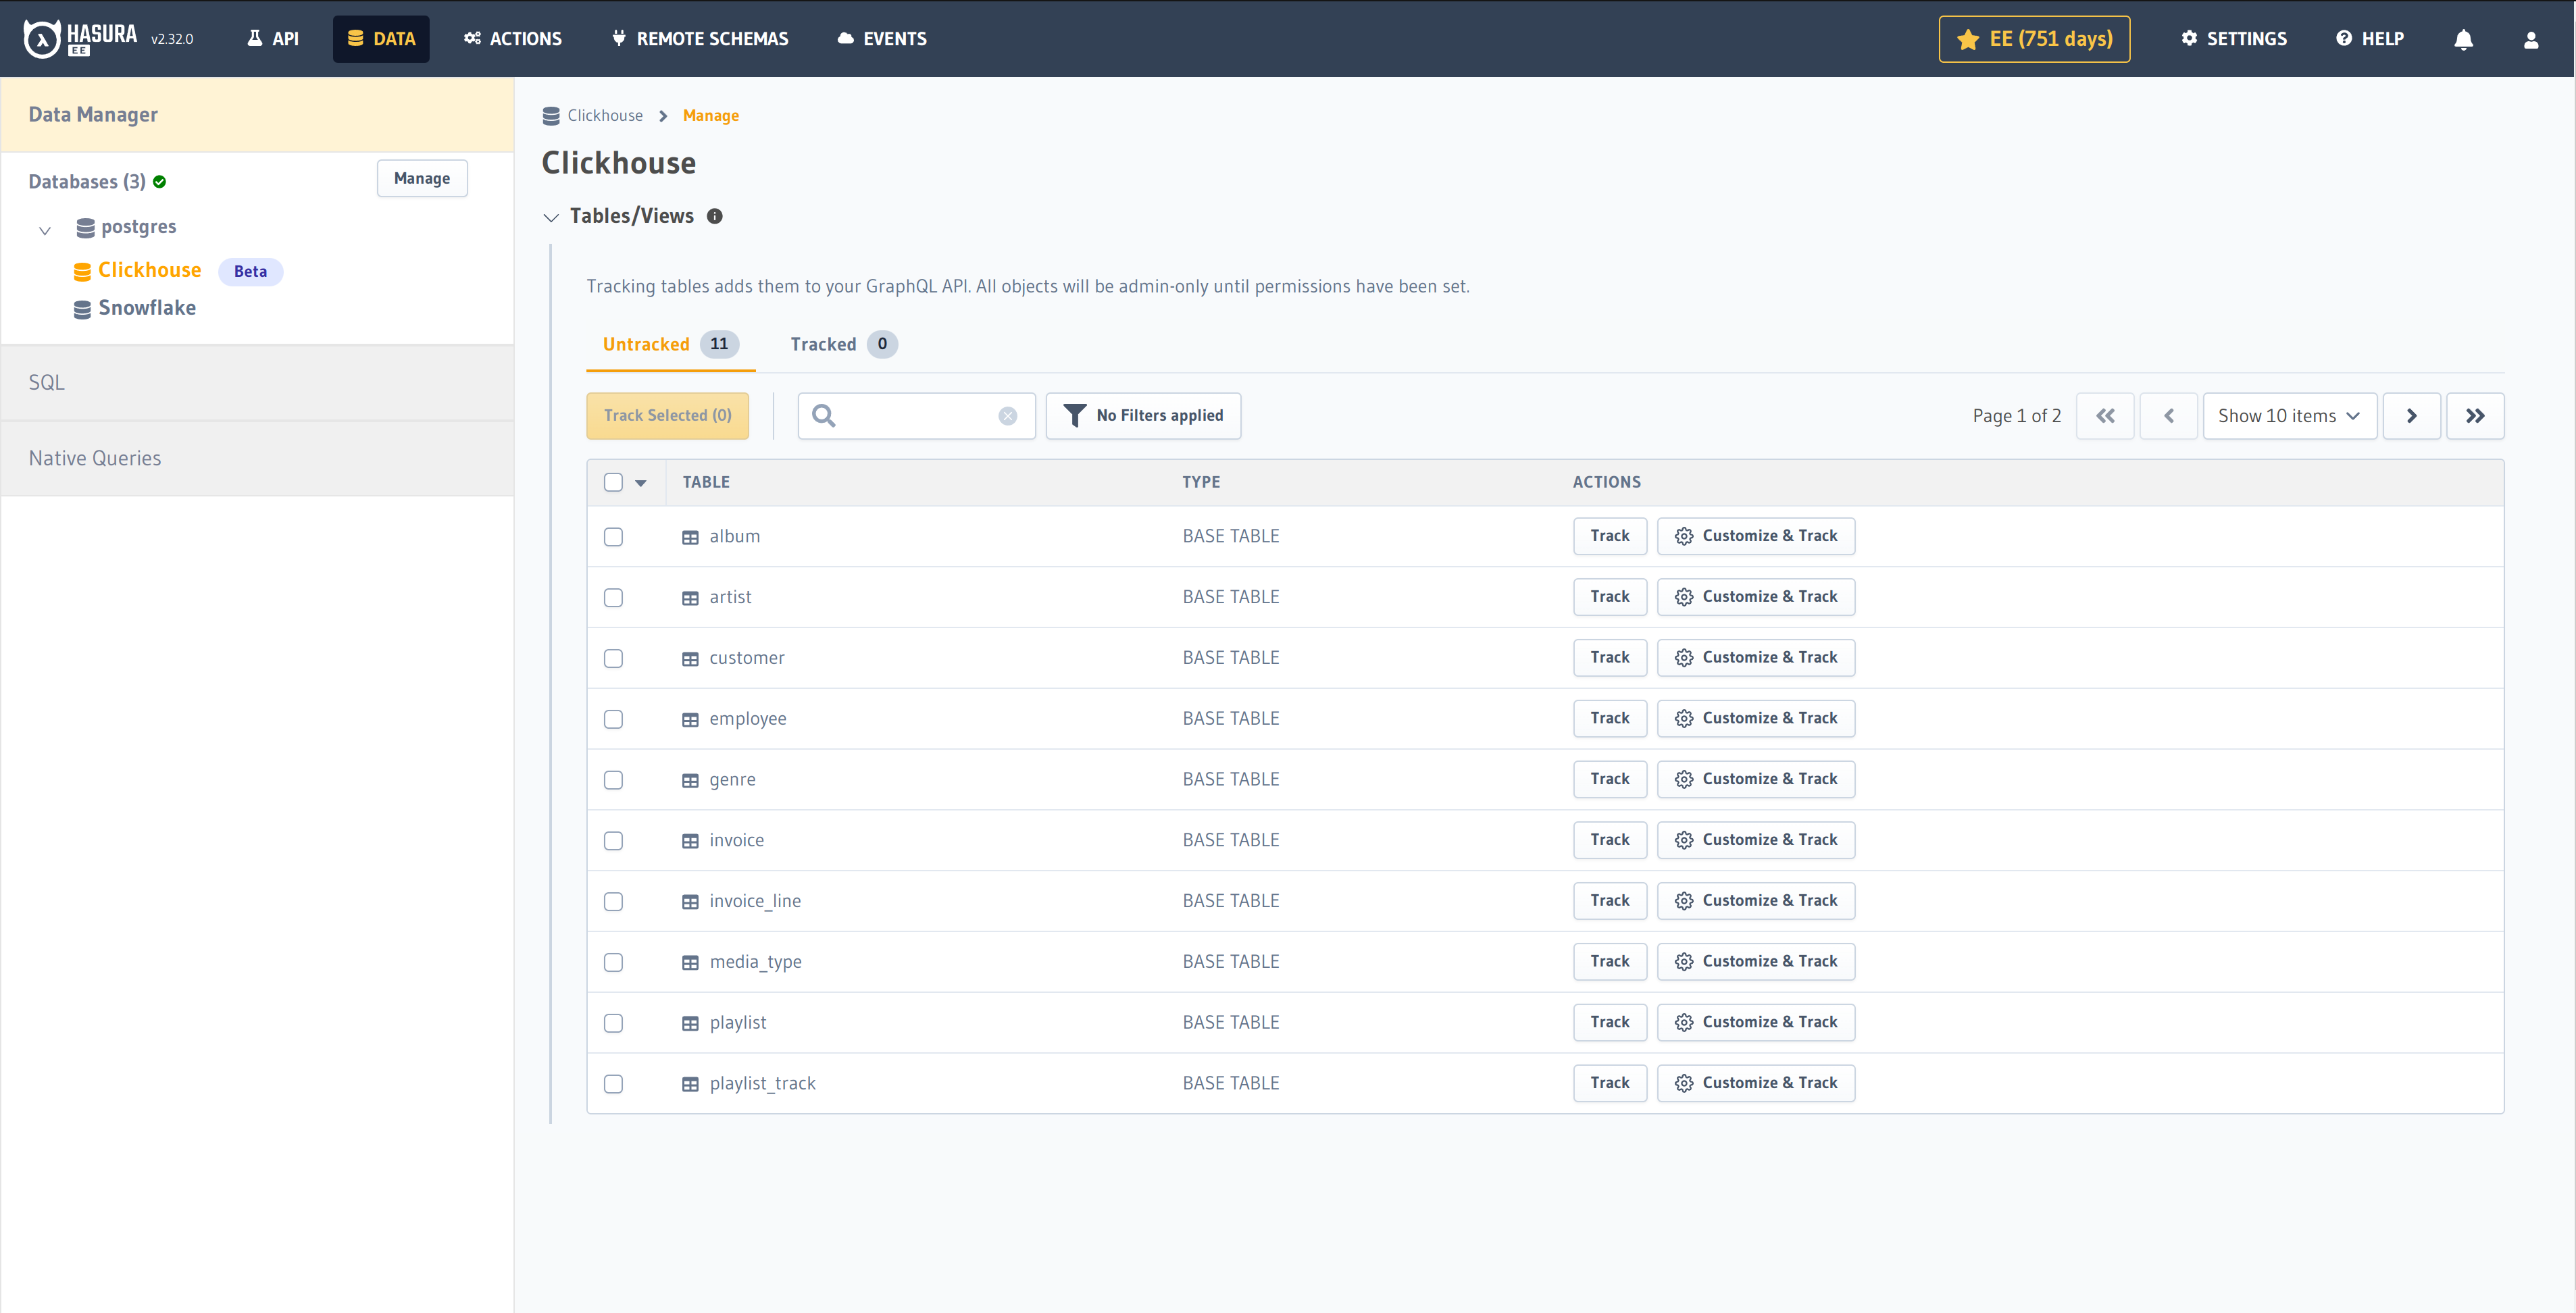 HASURA EE v2.32.0 API DATA ACTIONS REMOTE SCHEMAS EVENTS EE (751 days) SETTINGS HELP
Data Manager
Databases (3) Manage
postgres
Clickhouse Beta
Snowflake
SQL
Native Queries
Clickhouse Manage
Clickhouse
Tables/Views
Tracking tables adds them to your GraphQL API. All objects will be admin-only until permissions have been set.
Untracked 11 Tracked 0
Track Selected (0) No Filters applied Page 1 of 2 Show 10 items
TABLE TYPE ACTIONS
album BASE TABLE Track Customize & Track
artist BASE TABLE Track Customize & Track
customer BASE TABLE Track Customize & Track
employee BASE TABLE Track Customize & Track
genre BASE TABLE Track Customize & Track
invoice BASE TABLE Track Customize & Track
invoice_line BASE TABLE Track Customize & Track
media_type BASE TABLE Track Customize & Track
playlist BASE TABLE Track Customize & Track
playlist_track BASE TABLE Track Customize & Track